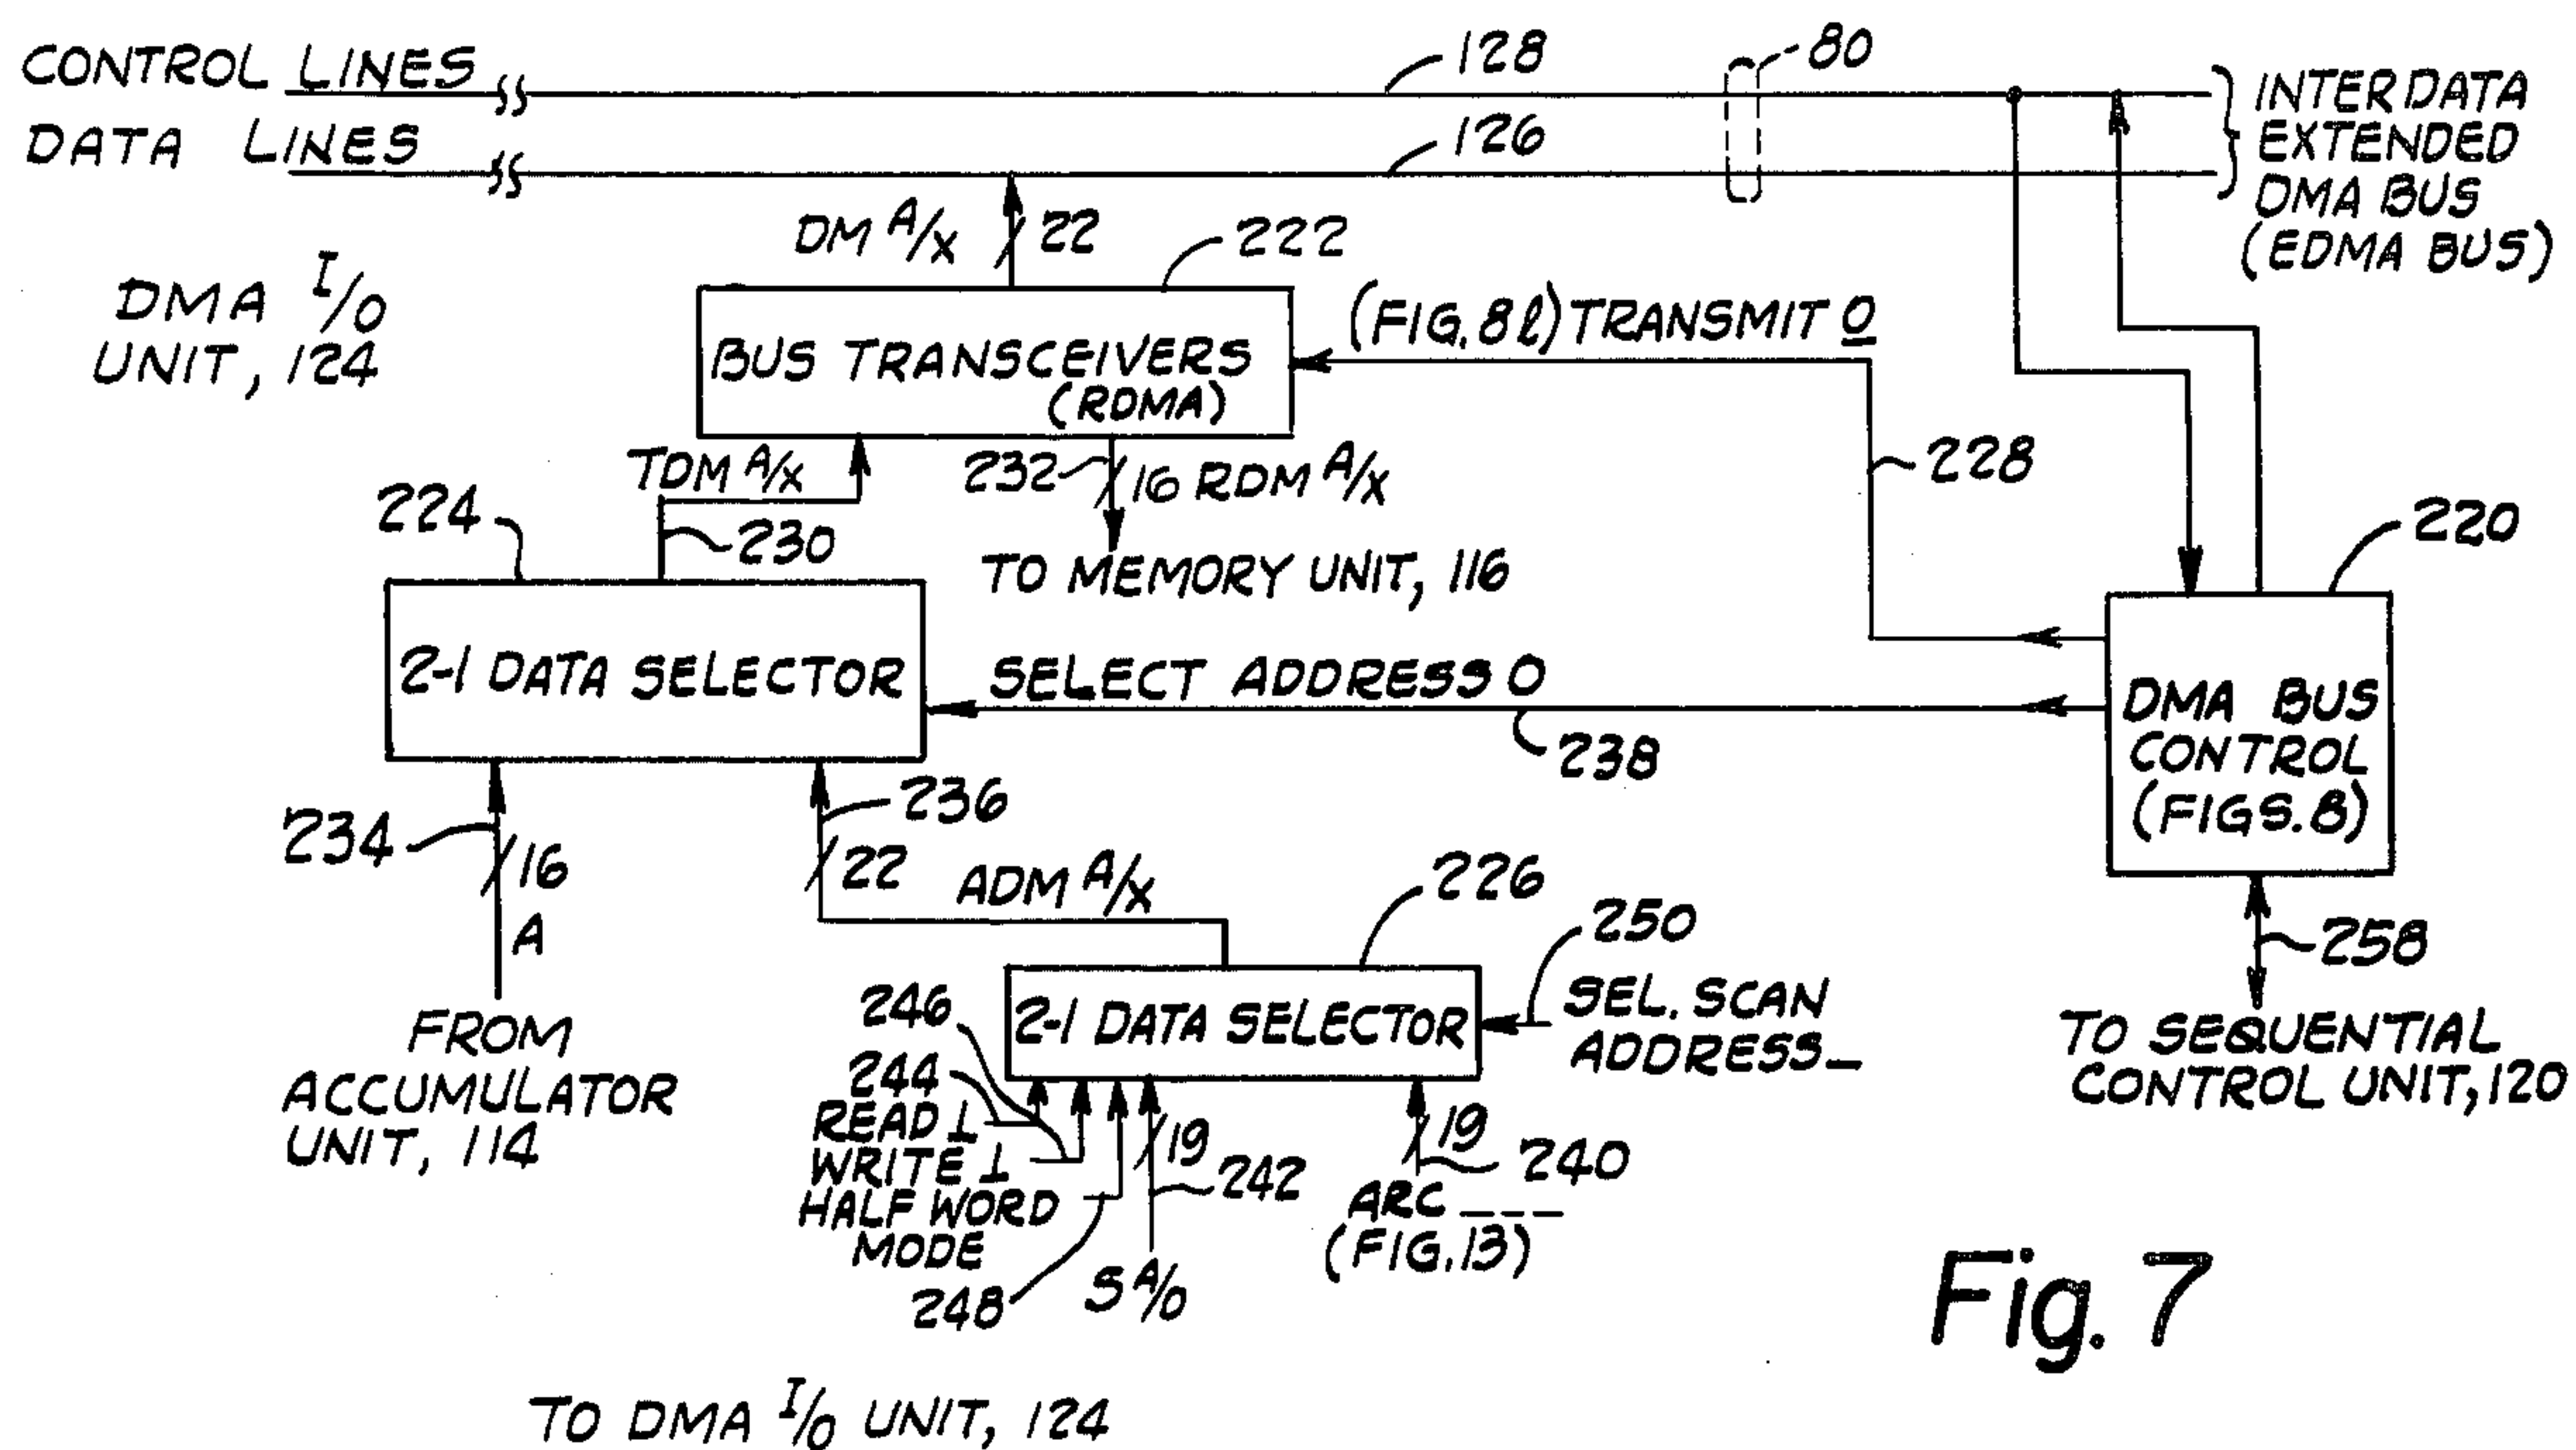 CONTROL LINES
DATA LINES
128
80
126
INTERDATA
EXTENDED
DMA BUS
(EDMA BUS)
DM A/X
22
222
DMA I/O
UNIT, 124
(FIG. 8l) TRANSMIT 0
BUS TRANSCEIVERS
(RDMA)
TDM A/X
232
16 RDM A/X
228
224
230
220
TO MEMORY UNIT, 116
2-1 DATA SELECTOR
SELECT ADDRESS 0
238
DMA BUS
CONTROL
(FIGS. 8)
234
16
A
236
22
ADM A/X
226
250
258
FROM
ACCUMULATOR
UNIT, 114
2-1 DATA SELECTOR
SEL. SCAN
ADDRESS_
TO SEQUENTIAL
CONTROL UNIT, 120
246
244
READ 1
WRITE 1
HALF WORD
MODE
248
19
242
S A/0
19
240
ARC _ _ _
(FIG. 13)
Fig. 7
TO DMA I/O UNIT, 124